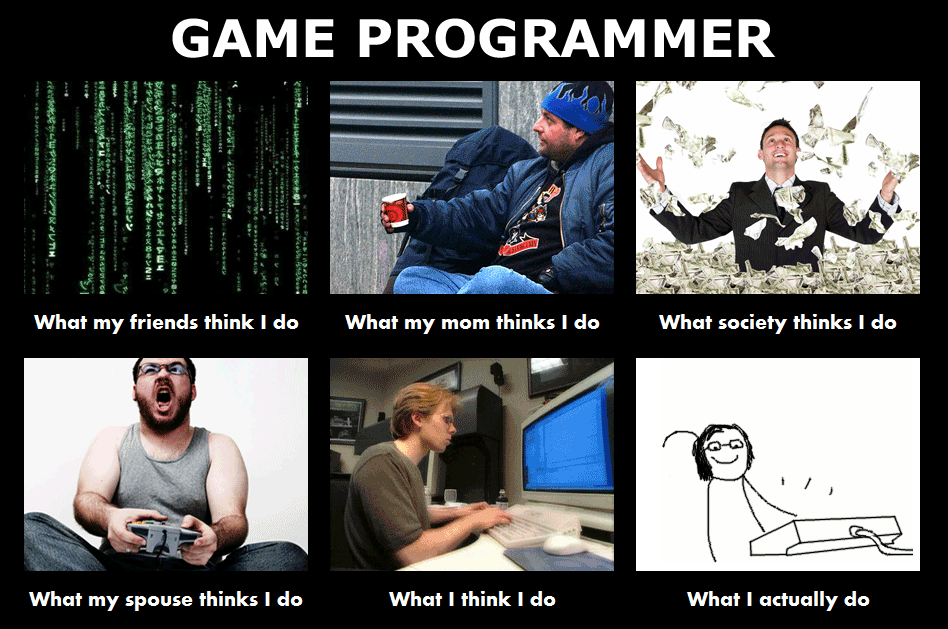 GAME PROGRAMMER
What my friends think I do
What my mom thinks I do
What society thinks I do
What my spouse thinks I do
What I think I do
What I actually do